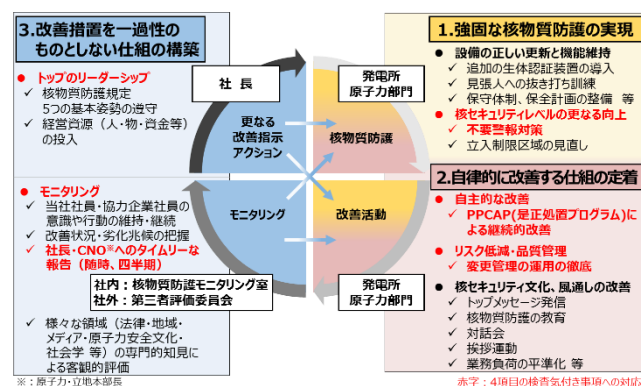 3.改善措置を一過性の
ものとしない仕組の構築
● トップのリーダーシップ
✓ 核物質防護規定
5つの基本姿勢の遵守
✓ 経営資源（人・物・資金等）
の投入
● モニタリング
✓ 当社社員・協力企業社員の
意識や行動の維持・継続
✓ 改善状況・劣化兆候の把握
✓ 社長・CNO※へのタイムリーな
報告（随時、四半期）
社内：核物質防護モニタリング室
社外：第三者評価委員会
✓ 様々な領域（法律・地域・
メディア・原子力安全文化・
社会学 等）の専門的知見に
よる客観的評価
※：原子力・立地本部長
社 長
発電所
原子力部門
更なる
改善指示
アクション
核物質防護
モニタリング
改善活動
発電所
原子力部門
1.強固な核物質防護の実現
● 設備の正しい更新と機能維持
✓ 追加の生体認証装置の導入
✓ 見張人への抜き打ち訓練
✓ 保守体制、保全計画の整備 等
● 核セキュリティレベルの更なる向上
✓ 不要警報対策
✓ 立入制限区域の見直し
2.自律的に改善する仕組の定着
● 自主的な改善
✓ PPCAP(是正処置プログラム)に
よる継続的改善
● リスク低減・品質管理
✓ 変更管理の運用の徹底
● 核セキュリティ文化、風通しの改善
✓ トップメッセージ発信
✓ 核物質防護の教育
✓ 対話会
✓ 挨拶運動
✓ 業務負荷の平準化 等
赤字：4項目の検査気付き事項への対応